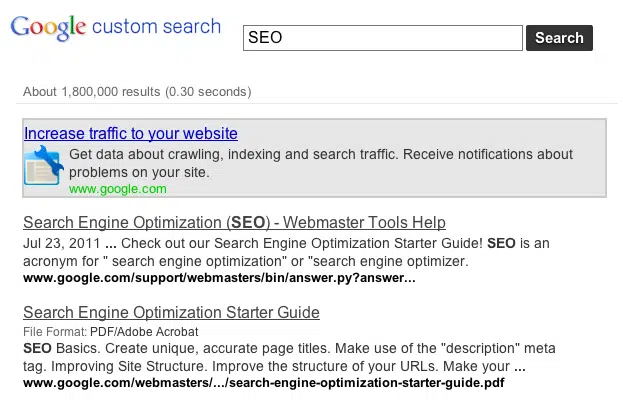 Google custom search
SEO Search
About 1,800,000 results (0.30 seconds)
Increase traffic to your website
Get data about crawling, indexing and search traffic. Receive notifications about
problems on your site.
www.google.com
Search Engine Optimization (SEO) - Webmaster Tools Help
Jul 23, 2011 ... Check out our Search Engine Optimization Starter Guide! SEO is an
acronym for " search engine optimization" or "search engine optimizer.
www.google.com/support/webmasters/bin/answer.py?answer...
Search Engine Optimization Starter Guide
File Format: PDF/Adobe Acrobat
SEO Basics. Create unique, accurate page titles. Make use of the "description" meta
tag. Improving Site Structure. Improve the structure of your URLs. Make your ...
www.google.com/webmasters/.../search-engine-optimization-starter-guide.pdf